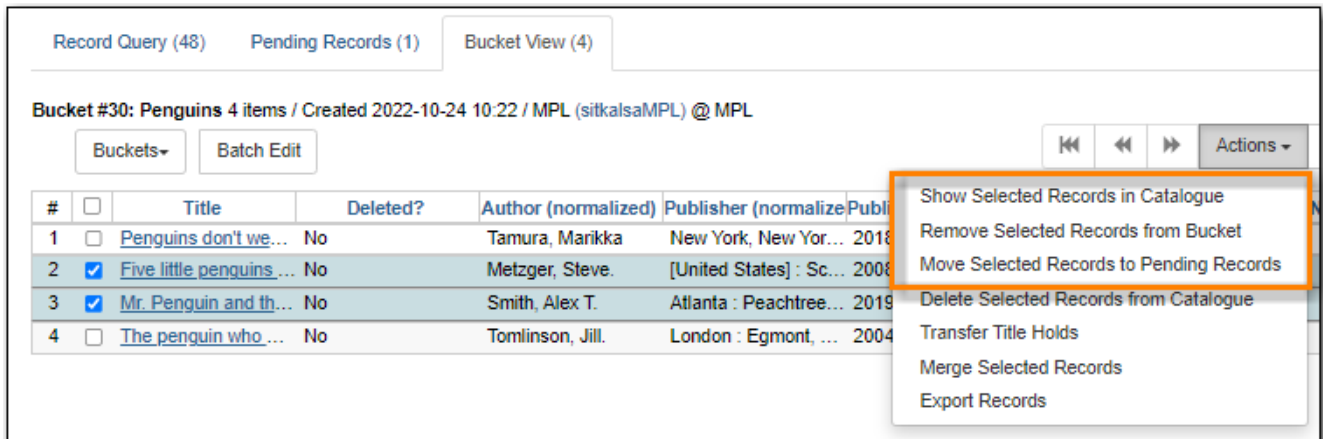 Record Query (48) Pending Records (1) Bucket View (4)
Bucket #30: Penguins 4 items / Created 2022-10-24 10:22 / MPL (sitkalsaMPL) @ MPL
Buckets Batch Edit Actions
# Title Deleted? Author (normalized) Publisher (normalize Publi
1 Penguins don't we... No Tamura, Marikka New York, New Yor... 2018
2 Five little penguins ... No Metzger, Steve. [United States] : Sc... 2008
3 Mr. Penguin and th... No Smith, Alex T. Atlanta : Peachtree... 2019
4 The penguin who ... No Tomlinson, Jill. London : Egmont, ... 2004
Show Selected Records in Catalogue
Remove Selected Records from Bucket
Move Selected Records to Pending Records
Delete Selected Records from Catalogue
Transfer Title Holds
Merge Selected Records
Export Records